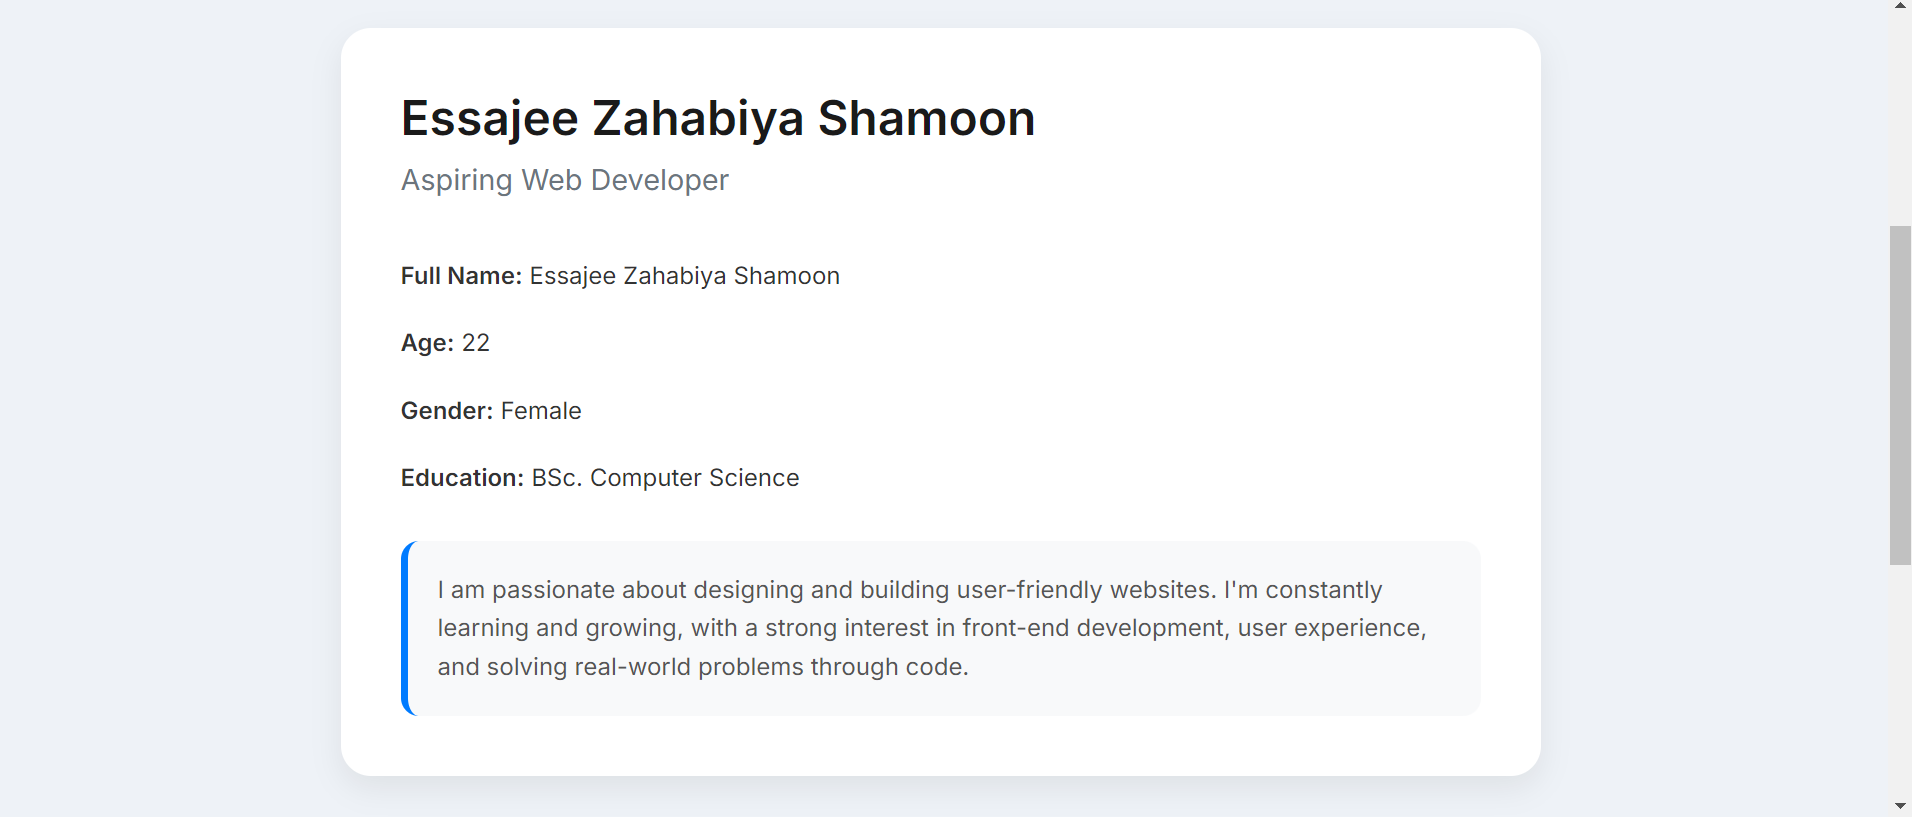 Essajee Zahabiya Shamoon
Aspiring Web Developer
Full Name: Essajee Zahabiya Shamoon
Age: 22
Gender: Female
Education: BSc. Computer Science
I am passionate about designing and building user-friendly websites. I'm constantly
learning and growing, with a strong interest in front-end development, user experience,
and solving real-world problems through code.